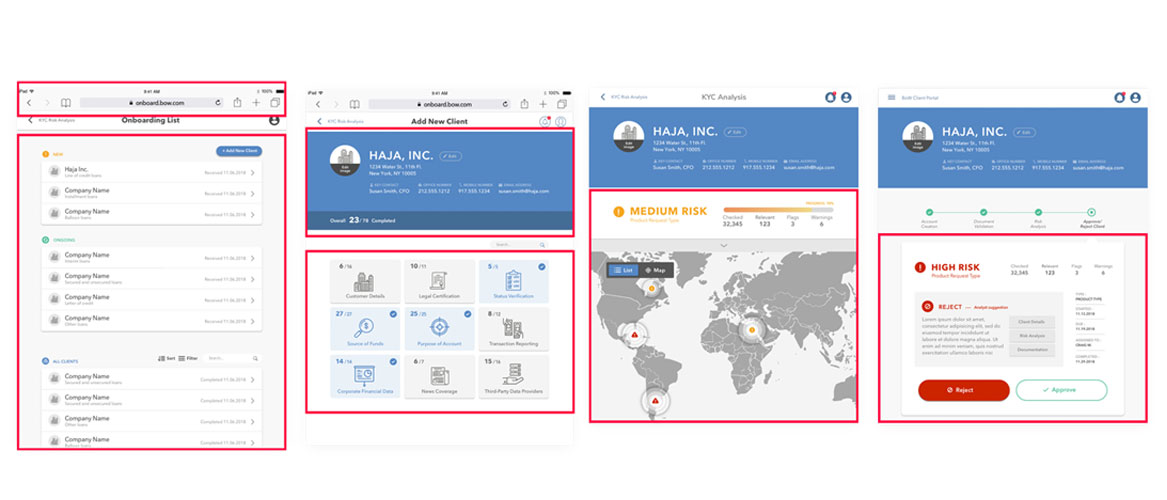 iPad 9:41 AM 100%
onboard.bow.com
KYC Risk Analysis Onboarding List
NEW + Add New Client
Haja Inc.
Line of credit loans Received 11.06.2018
Company Name
Installment loans Received 11.06.2018
Company Name
Balloon loans Received 11.06.2018
ONGOING
Company Name
Interest loans Received 11.06.2018
Company Name
Secured and unsecured loans Received 11.06.2018
Company Name
Letter of credit Received 11.06.2018
Company Name
Other loans Received 11.06.2018
ALL CLIENTS Sort Filter Search...
Company Name
Secured and unsecured loans Completed 11.06.2018
Company Name
Secured and unsecured loans Completed 11.06.2018
Company Name
Other loans Completed 11.06.2018
Company Name
Balloon loans Completed 11.06.2018
iPad 9:41 AM 100%
onboard.bow.com
KYC Risk Analysis Add New Client
HAJA, INC. Edit
Edit Image
1234 Water St, 11th Fl.
New York, NY 10005
KEY CONTACT OFFICE NUMBER MOBILE NUMBER EMAIL ADDRESS
Susan Smith, CFO 212.555.1212 917.555.1234 susan.smith@haja.com
Overall 23/78 Completed
Search...
6/16 10/11 5/5
Customer Details Legal Certification Status Verification
27/27 25/25 8/12
Source of Funds Purpose of Account Transaction Reporting
14/14 6/7 15/16
Corporate Financial Data News Coverage Third-Party Data Providers
KYC Risk Analysis KYC Analysis
HAJA, INC. Edit
Edit Image
1234 Water St, 11th Fl.
New York, NY 10005
KEY CONTACT OFFICE NUMBER MOBILE NUMBER EMAIL ADDRESS
Susan Smith, CFO 212.555.1212 917.555.1234 susan.smith@haja.com
MEDIUM RISK
Product Request Type
Checked Relevant Flags Warnings
32,345 123 3 6
List Map
BoW Client Portal
HAJA, INC. Edit
Edit Image
1234 Water St, 11th Fl.
New York, NY 10005
KEY CONTACT OFFICE NUMBER MOBILE NUMBER EMAIL ADDRESS
Susan Smith, CFO 212.555.1212 917.555.1234 susan.smith@haja.com
Account Creation
Document Validation
Risk Analysis
Approve/ Reject Client
HIGH RISK
Product Request Type
Checked Relevant Flags Warnings
32,345 123 3 6
REJECT — Analyst suggestion
Lorem ipsum dolor sit amet,
consectetur adipiscing elit, sed do
eiusmod tempor incididunt ut labore
et dolore magna aliqua. Ut
enim ad minim veniam, quis nostrud
exercitation ullamco laboris nisi
Client Details
Risk Analysis
Documentation
TYPE:
PRODUCT TYPE
STARTED:
11.12.2018
DUE:
11.19.2018
ASSIGNED TO:
COMPLETED:
11.29.2018
Reject
Approve